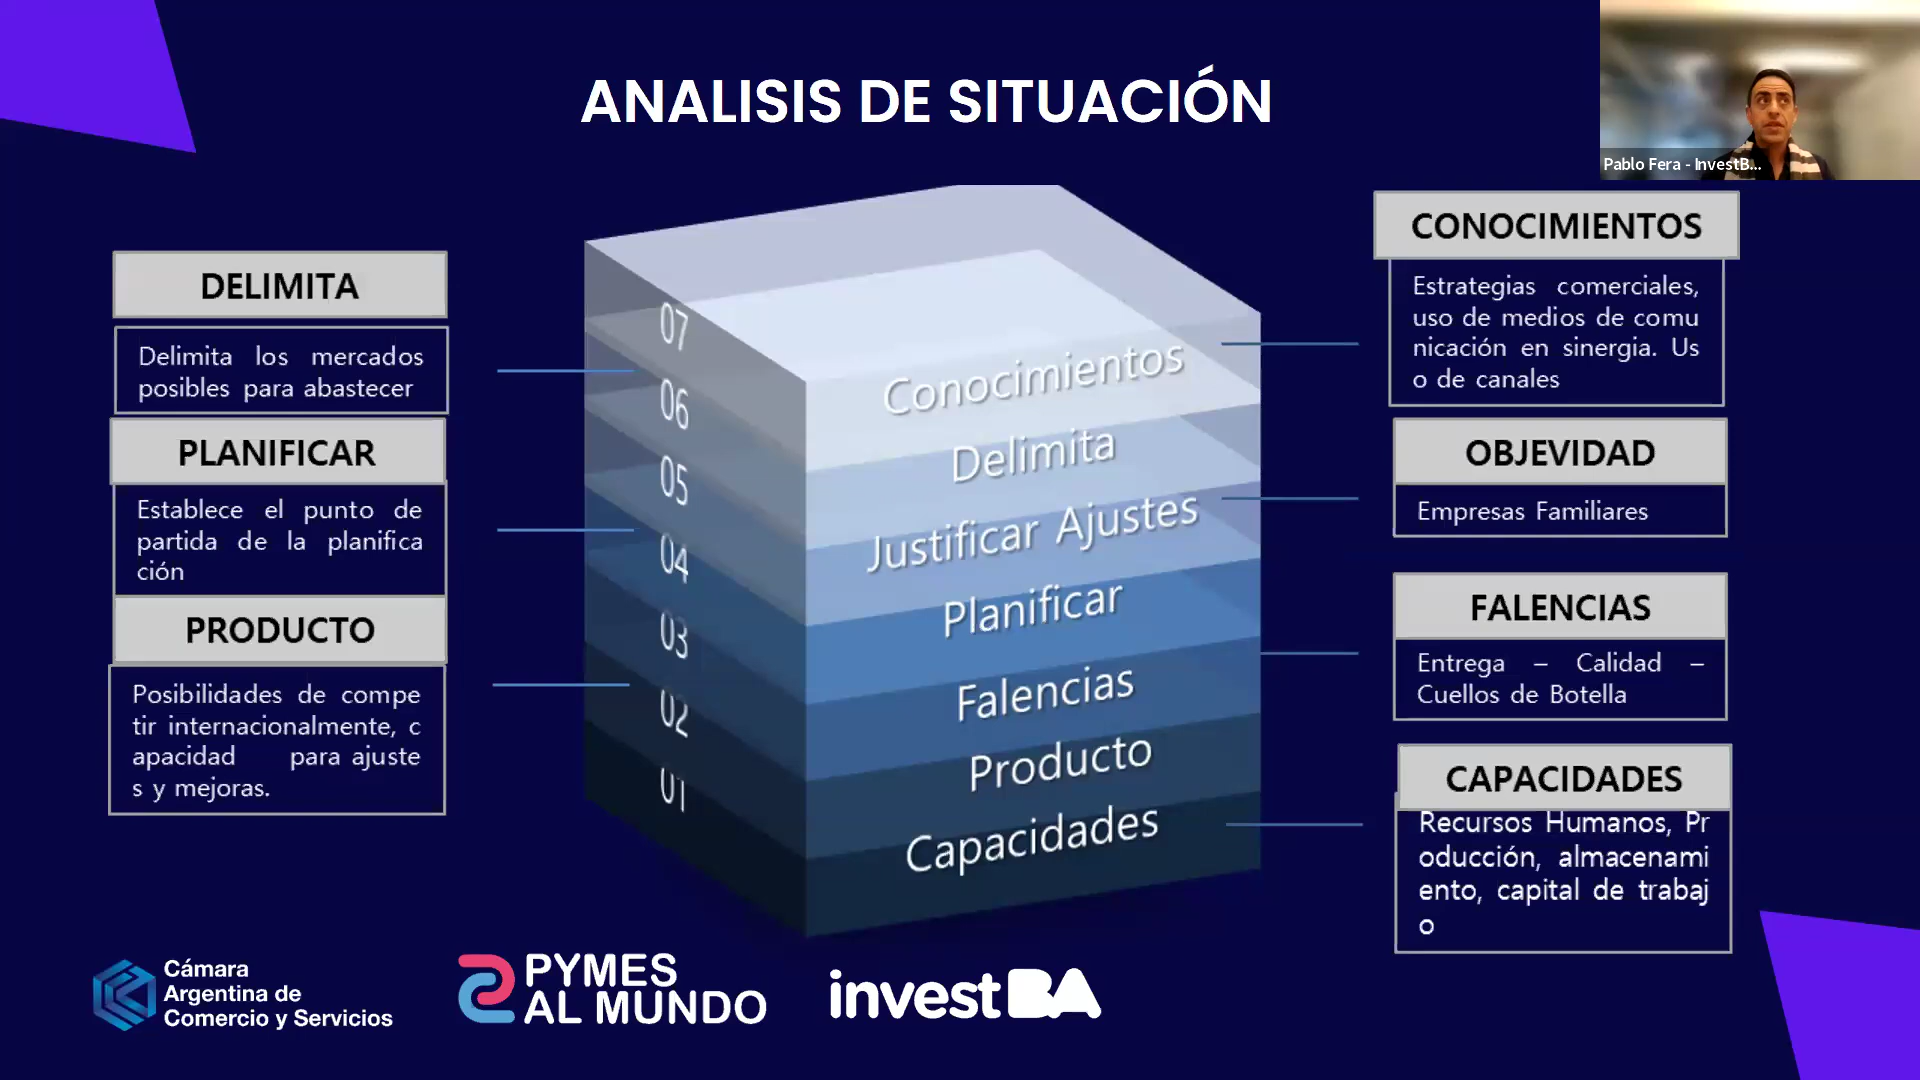 ANALISIS DE SITUACIÓN
Pablo Fera - InvestB...
DELIMITA
Delimita los mercados
posibles para abastecer
PLANIFICAR
Establece el punto de
partida de la planifica
ción
PRODUCTO
Posibilidades de compe
tir internacionalmente, c
apacidad para ajuste
s y mejoras.
07
06
05
04
03
02
01
Conocimientos
Delimita
Justificar Ajustes
Planificar
Falencias
Producto
Capacidades
CONOCIMIENTOS
Estrategias comerciales,
uso de medios de comu
nicación en sinergia. Us
o de canales
OBJEVIDAD
Empresas Familiares
FALENCIAS
Entrega – Calidad –
Cuellos de Botella
CAPACIDADES
Recursos Humanos, Pr
oducción, almacenami
ento, capital de trabaj
o
Cámara
Argentina de
Comercio y Servicios
PYMES
AL MUNDO
invest BA